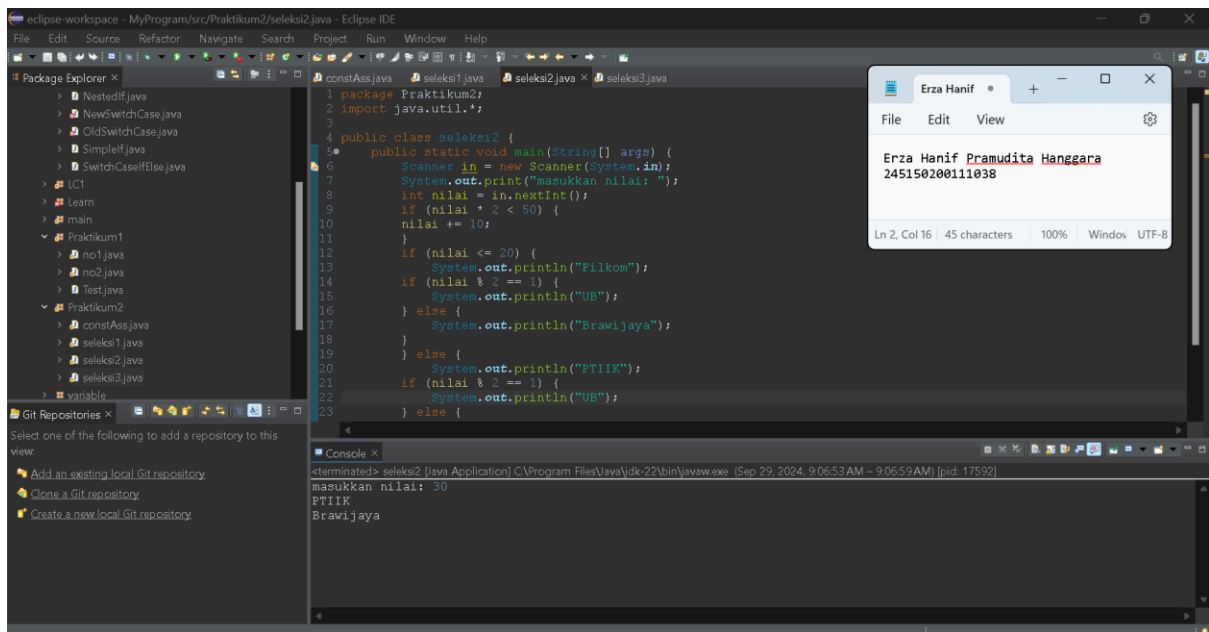 eclipse-workspace - MyProgram/src/Praktikum2/seleksi2.java - Eclipse IDE
File Edit Source Refactor Navigate Search Project Run Window Help
Package Explorer ×
NestedIf.java
NewSwitchCase.java
OldSwitchCase.java
SimpleIf.java
SwitchCaseIfElse.java
LC1
Learn
main
Praktikum1
no1.java
no2.java
Test.java
Praktikum2
constAss.java
seleksi1.java
seleksi2.java
seleksi3.java
variable
Git Repositories ×
Select one of the following to add a repository to this
view:
Add an existing local Git repository
Clone a Git repository
Create a new local Git repository
constAss.java seleksi1.java seleksi2.java × seleksi3.java
1 package Praktikum2;
2 import java.util.*;
3
4 public class seleksi2 {
5 public static void main(String[] args) {
6 Scanner in = new Scanner(System.in);
7 System.out.print("masukkan nilai: ");
8 int nilai = in.nextInt();
9 if (nilai * 2 < 50) {
10 nilai += 10;
11 }
12 if (nilai <= 20) {
13 System.out.println("Filkom");
14 if (nilai % 2 == 1) {
15 System.out.println("UB");
16 } else {
17 System.out.println("Brawijaya");
18 }
19 } else {
20 System.out.println("PTIIK");
21 if (nilai % 2 == 1) {
22 System.out.println("UB");
23 } else {
Erza Hanif
File Edit View
Erza Hanif Pramudita Hanggara
245150200111038
Ln 2, Col 16 45 characters 100% Window UTF-8
Console ×
<terminated> seleksi2 [Java Application] C:\Program Files\Java\jdk-22\bin\javaw.exe (Sep 29, 2024, 9:06:53 AM – 9:06:59 AM) [pid: 17592]
masukkan nilai: 30
PTIIK
Brawijaya